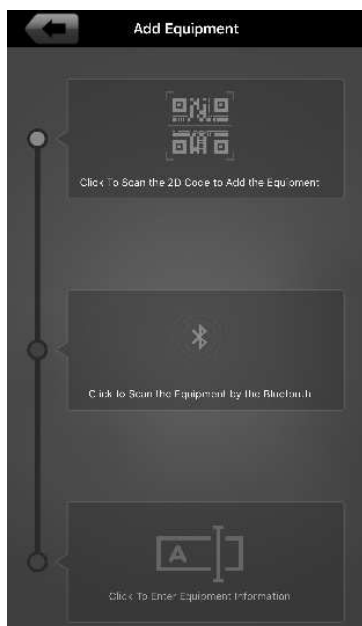 Add Equipment
Click To Scan the 2D Code to Add the Equipment
Click to Scan the Equipment by the Bluetooth
A
Click To Enter Equipment Information